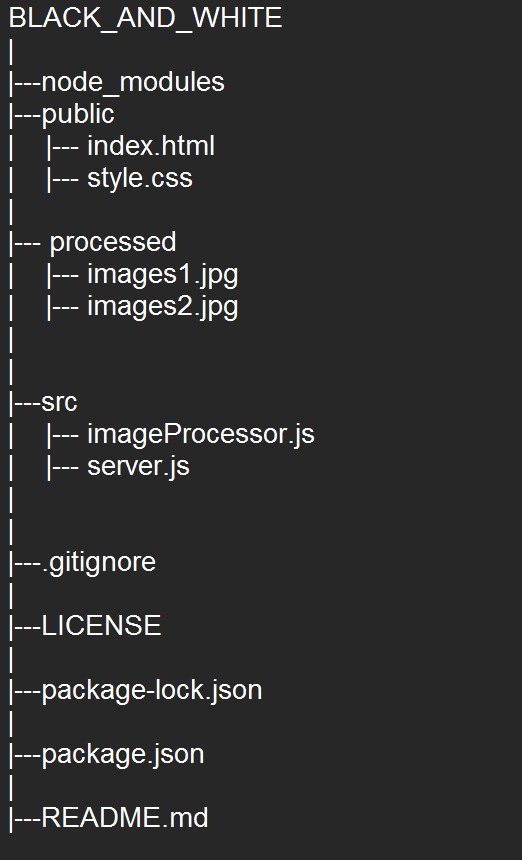 BLACK_AND_WHITE
|
|---node_modules
|---public
|    |--- index.html
|    |--- style.css
|
|--- processed
|    |--- images1.jpg
|    |--- images2.jpg
|
|
|---src
|    |--- imageProcessor.js
|    |--- server.js
|
|
|---.gitignore
|
|---LICENSE
|
|---package-lock.json
|
|---package.json
|
|---README.md